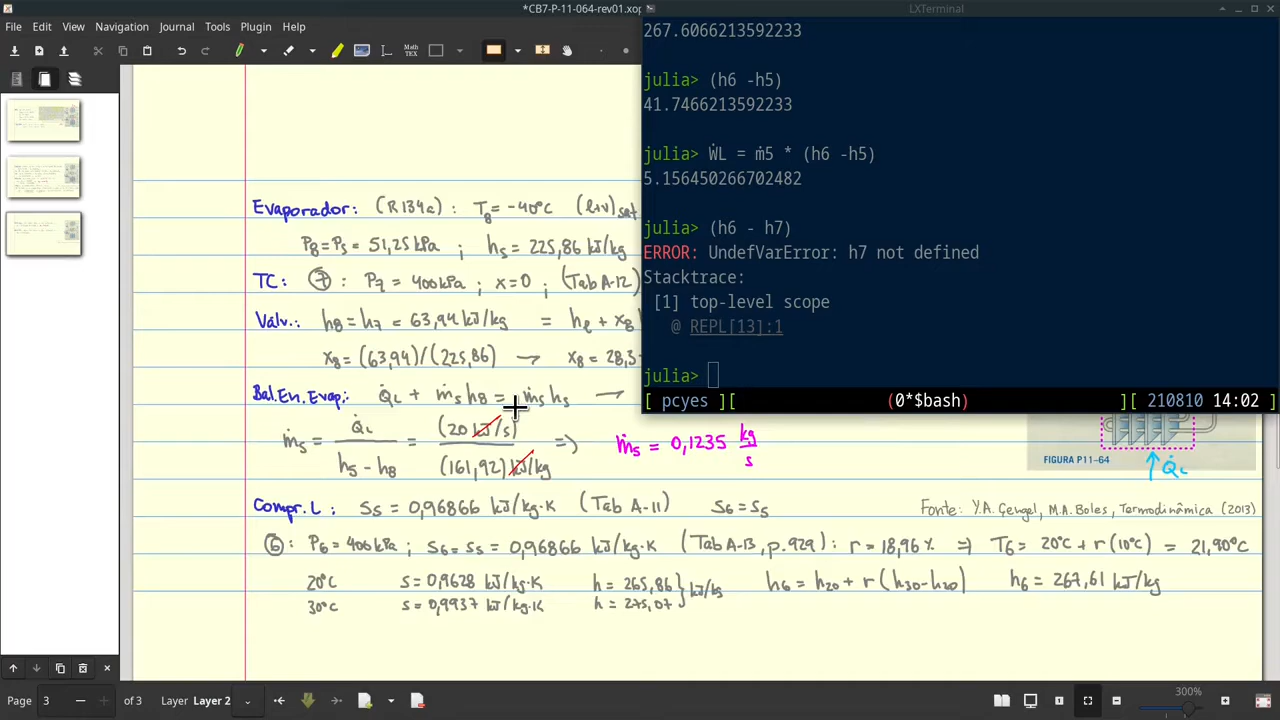 *CB7-P-11-064-rev01.xop
LXTerminal
File Edit View Navigation Journal Tools Plugin Help
Math
TEX
267.6066213592233
julia> (h6 -h5)
41.7466213592233
julia> ẆL = ṁ5 * (h6 -h5)
5.156450266702482
julia> (h6 - h7)
ERROR: UndefVarError: h7 not defined
Stacktrace:
[1] top-level scope
@ REPL[13]:1
julia>
[ pcyes ][ (0*$bash) ][ 210810 14:02 ]
Evaporador: (R134a): T8 = -40°C (l+v)sat
P8 = P5 = 51,25 kPa ; h5 = 225,86 kJ/kg
TC: ⑦: P7 = 400 kPa ; x=0 ; (Tab A-12)
Válv.: h8 = h7 = 63,94 kJ/kg = hl + x8
x8 = (63,94)/(225,86) → x8 = 28,3
Bal.En.Evap.: Q̇L + ṁ5 h8 = ṁ5 h5 →
ṁ5 = Q̇L / (h5 - h8) = (20 kJ/s) / (161,92) kJ/kg => ṁ5 = 0,1235 kg/s
FIGURA P11-64
Q̇L
Compr. L: s5 = 0,96866 kJ/kg·K (Tab A-11) s6 = s5
Fonte: Y.A. Çengel, M.A. Boles, Termodinâmica (2013)
⑥: P6 = 400 kPa ; s6 = s5 = 0,96866 kJ/kg·K (Tab A-13, p.929): r = 18,96 % => T6 = 20°C + r (10°C) = 21,90°C
20°C s = 0,9628 kJ/kg·K h = 265,86 } kJ/kg h6 = h20 + r (h30 - h20) h6 = 267,61 kJ/kg
30°C s = 0,9937 kJ/kg·K h = 275,07
Page 3 of 3 Layer Layer 2 300%